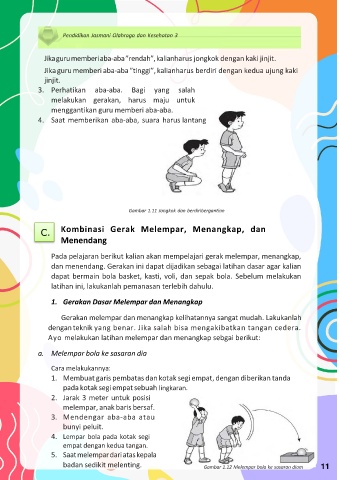 Pendidikan Jasmani Olahraga dan Kesehatan 3
Jika guru memberi aba-aba "rendah", kalian harus jongkok dengan kaki jinjit.
Jika guru memberi aba-aba "tinggi", kalian harus berdiri dengan kedua ujung kaki
jinjit.
3. Perhatikan aba-aba. Bagi yang salah
melakukan gerakan, harus maju untuk
menggantikan guru memberi aba-aba.
4. Saat memberikan aba-aba, suara harus lantang
Gambar 1.11 Jongkok dan berdiri bergantian
C. Kombinasi Gerak Melempar, Menangkap, dan
Menendang
Pada pelajaran berikut kalian akan mempelajari gerak melempar, menangkap,
dan menendang. Gerakan ini dapat dijadikan sebagai latihan dasar agar kalian
dapat bermain bola basket, kasti, voli, dan sepak bola. Sebelum melakukan
latihan ini, lakukanlah pemanasan terlebih dahulu.
1. Gerakan Dasar Melempar dan Menangkap
Gerakan melempar dan menangkap kelihatannya sangat mudah. Lakukanlah
dengan teknik yang benar. Jika salah bisa mengakibatkan tangan cedera.
Ayo melakukan latihan melempar dan menangkap sebgai berikut:
a. Melempar bola ke sasaran dia
Cara melakukannya:
1. Membuat garis pembatas dan kotak segi empat, dengan diberikan tanda
pada kotak segi empat sebuah lingkaran.
2. Jarak 3 meter untuk posisi
melempar, anak baris bersaf.
3. Mendengar aba-aba atau
bunyi peluit.
4. Lempar bola pada kotak segi
empat dengan kedua tangan.
5. Saat melempar dari atas kepala
badan sedikit melenting.
Gambar 1.12 Melempar bola ke sasaran diam
11